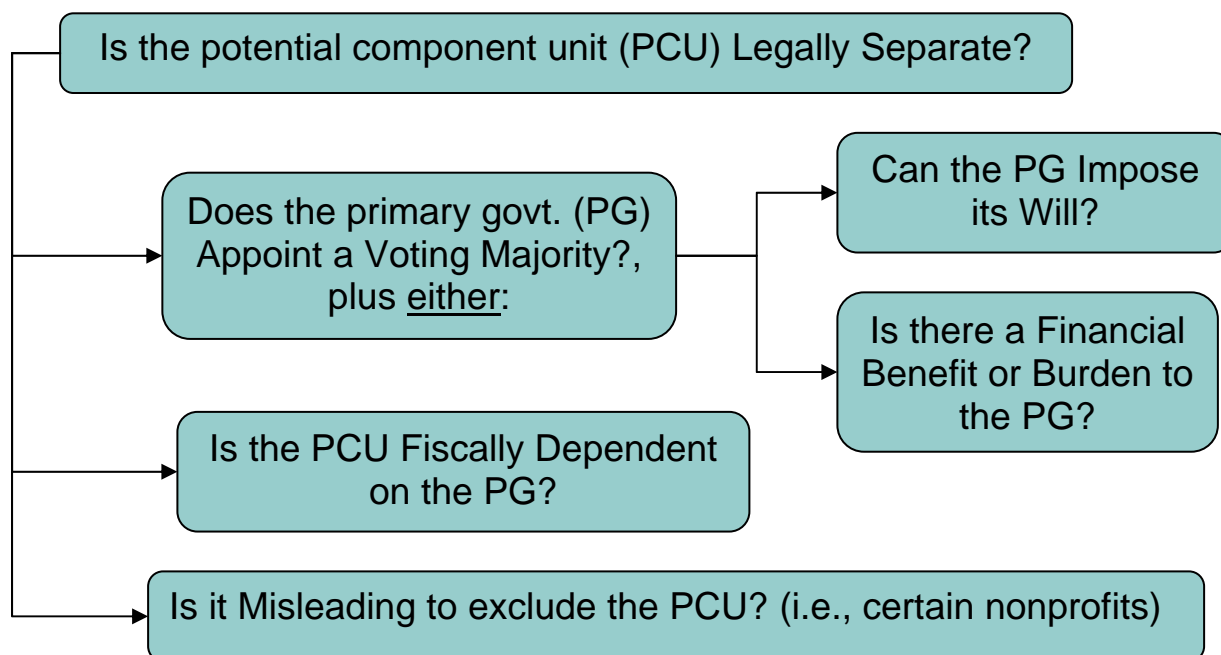 Is the potential component unit (PCU) Legally Separate?
Does the primary govt. (PG)
Appoint a Voting Majority?,
plus either:
Can the PG Impose
its Will?
Is there a Financial
Benefit or Burden to
the PG?
Is the PCU Fiscally Dependent
on the PG?
Is it Misleading to exclude the PCU? (i.e., certain nonprofits)